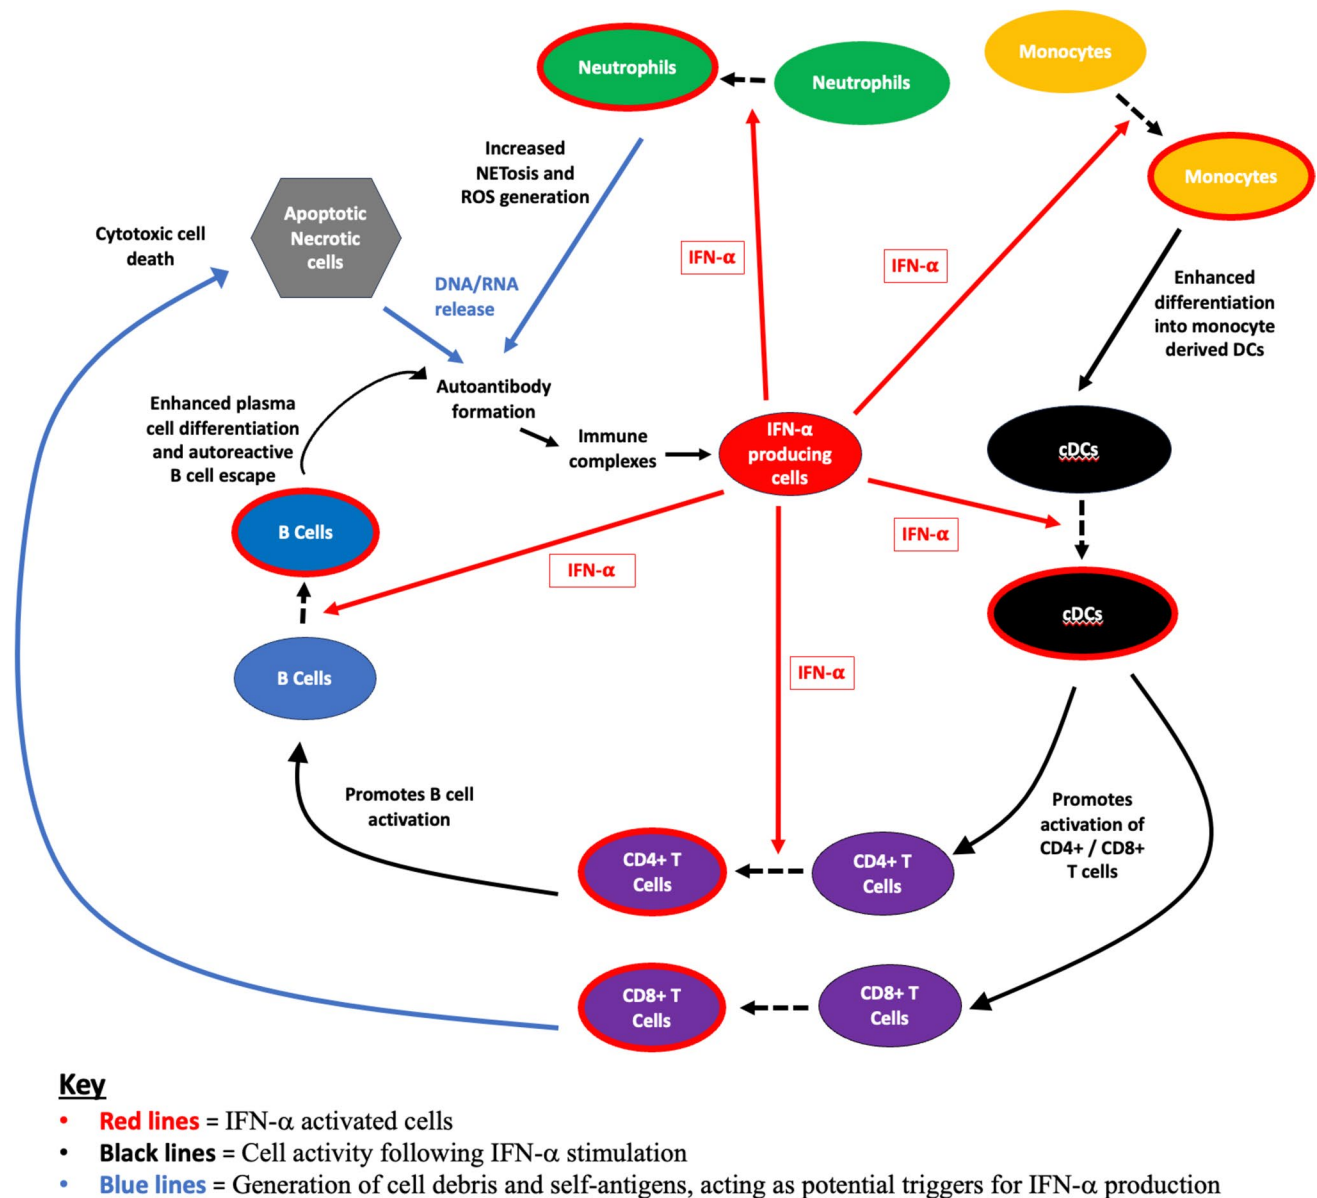 Neutrophils
Neutrophils
Monocytes
Monocytes
Increased
NETosis and
ROS generation
Apoptotic
Necrotic
cells
Cytotoxic cell
death
DNA/RNA
release
IFN-α
IFN-α
Enhanced
differentiation
into monocyte
derived DCs
Autoantibody
formation
Enhanced plasma
cell differentiation
and autoreactive
B cell escape
Immune
complexes
IFN-α
producing
cells
cDCs
B Cells
IFN-α
IFN-α
cDCs
B Cells
IFN-α
Promotes B cell
activation
Promotes
activation of
CD4+ / CD8+
T cells
CD4+ T
Cells
CD4+ T
Cells
CD8+ T
Cells
CD8+ T
Cells
Key
• Red lines = IFN-α activated cells
• Black lines = Cell activity following IFN-α stimulation
• Blue lines = Generation of cell debris and self-antigens, acting as potential triggers for IFN-α production